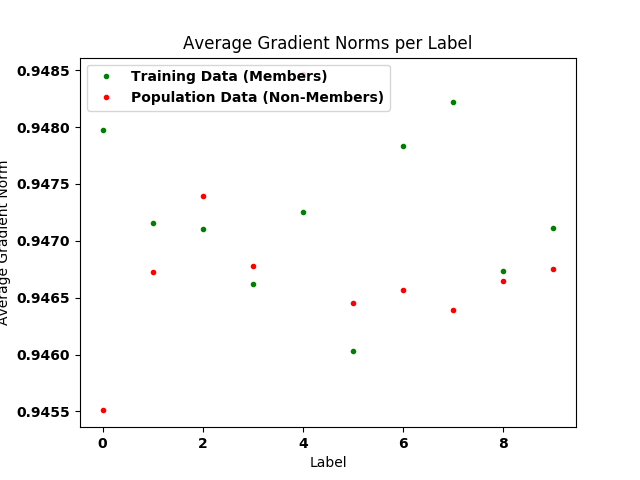 Average Gradient Norms per Label
Training Data (Members)
Population Data (Non-Members)
0.9485
0.9480
0.9475
0.9470
0.9465
0.9460
0.9455
Average Gradient Norm
0 2 4 6 8
Label